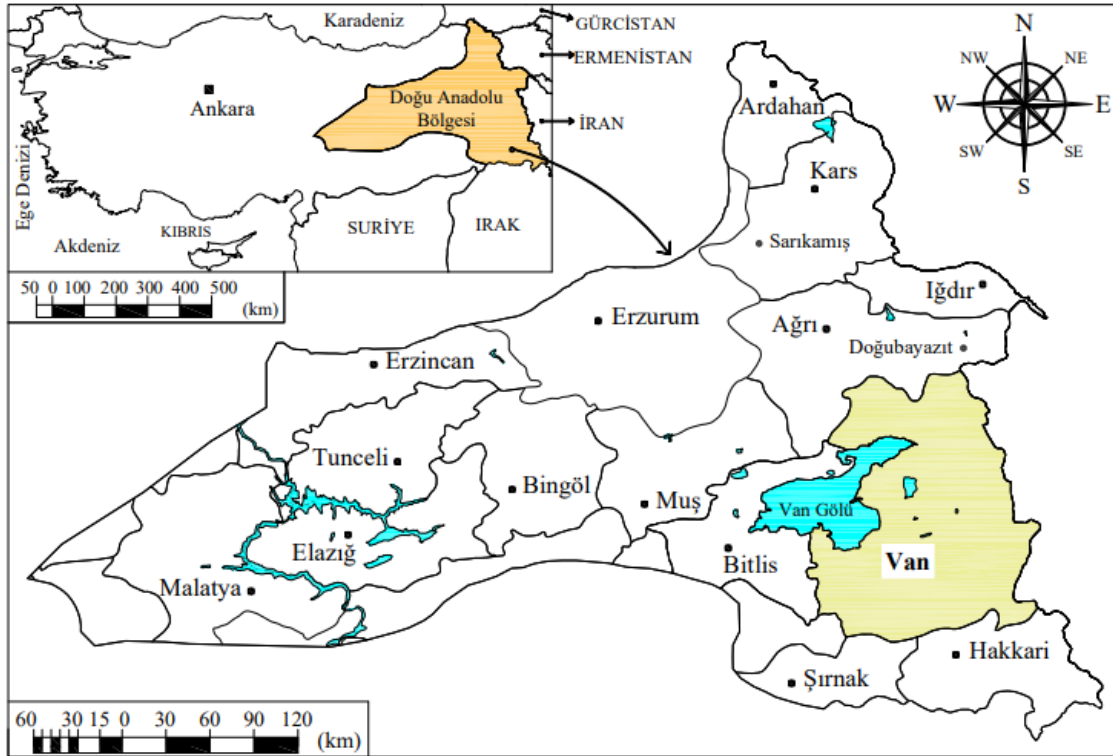 Karadeniz
GÜRCİSTAN
ERMENİSTAN
Ankara
Doğu Anadolu
Bölgesi
İRAN
Ege Denizi
Akdeniz
KIBRIS
SURİYE
IRAK
50 0 100 200 300 400 500
(km)
N
NW
NE
W
E
SW
SE
S
Ardahan
Kars
Sarıkamış
Iğdır
Erzurum
Ağrı
Doğubayazıt
Erzincan
Tunceli
Bingöl
Muş
Van Gölü
Elazığ
Bitlis
Van
Malatya
Hakkari
Şırnak
60 30 15 0 30 60 90 120
(km)